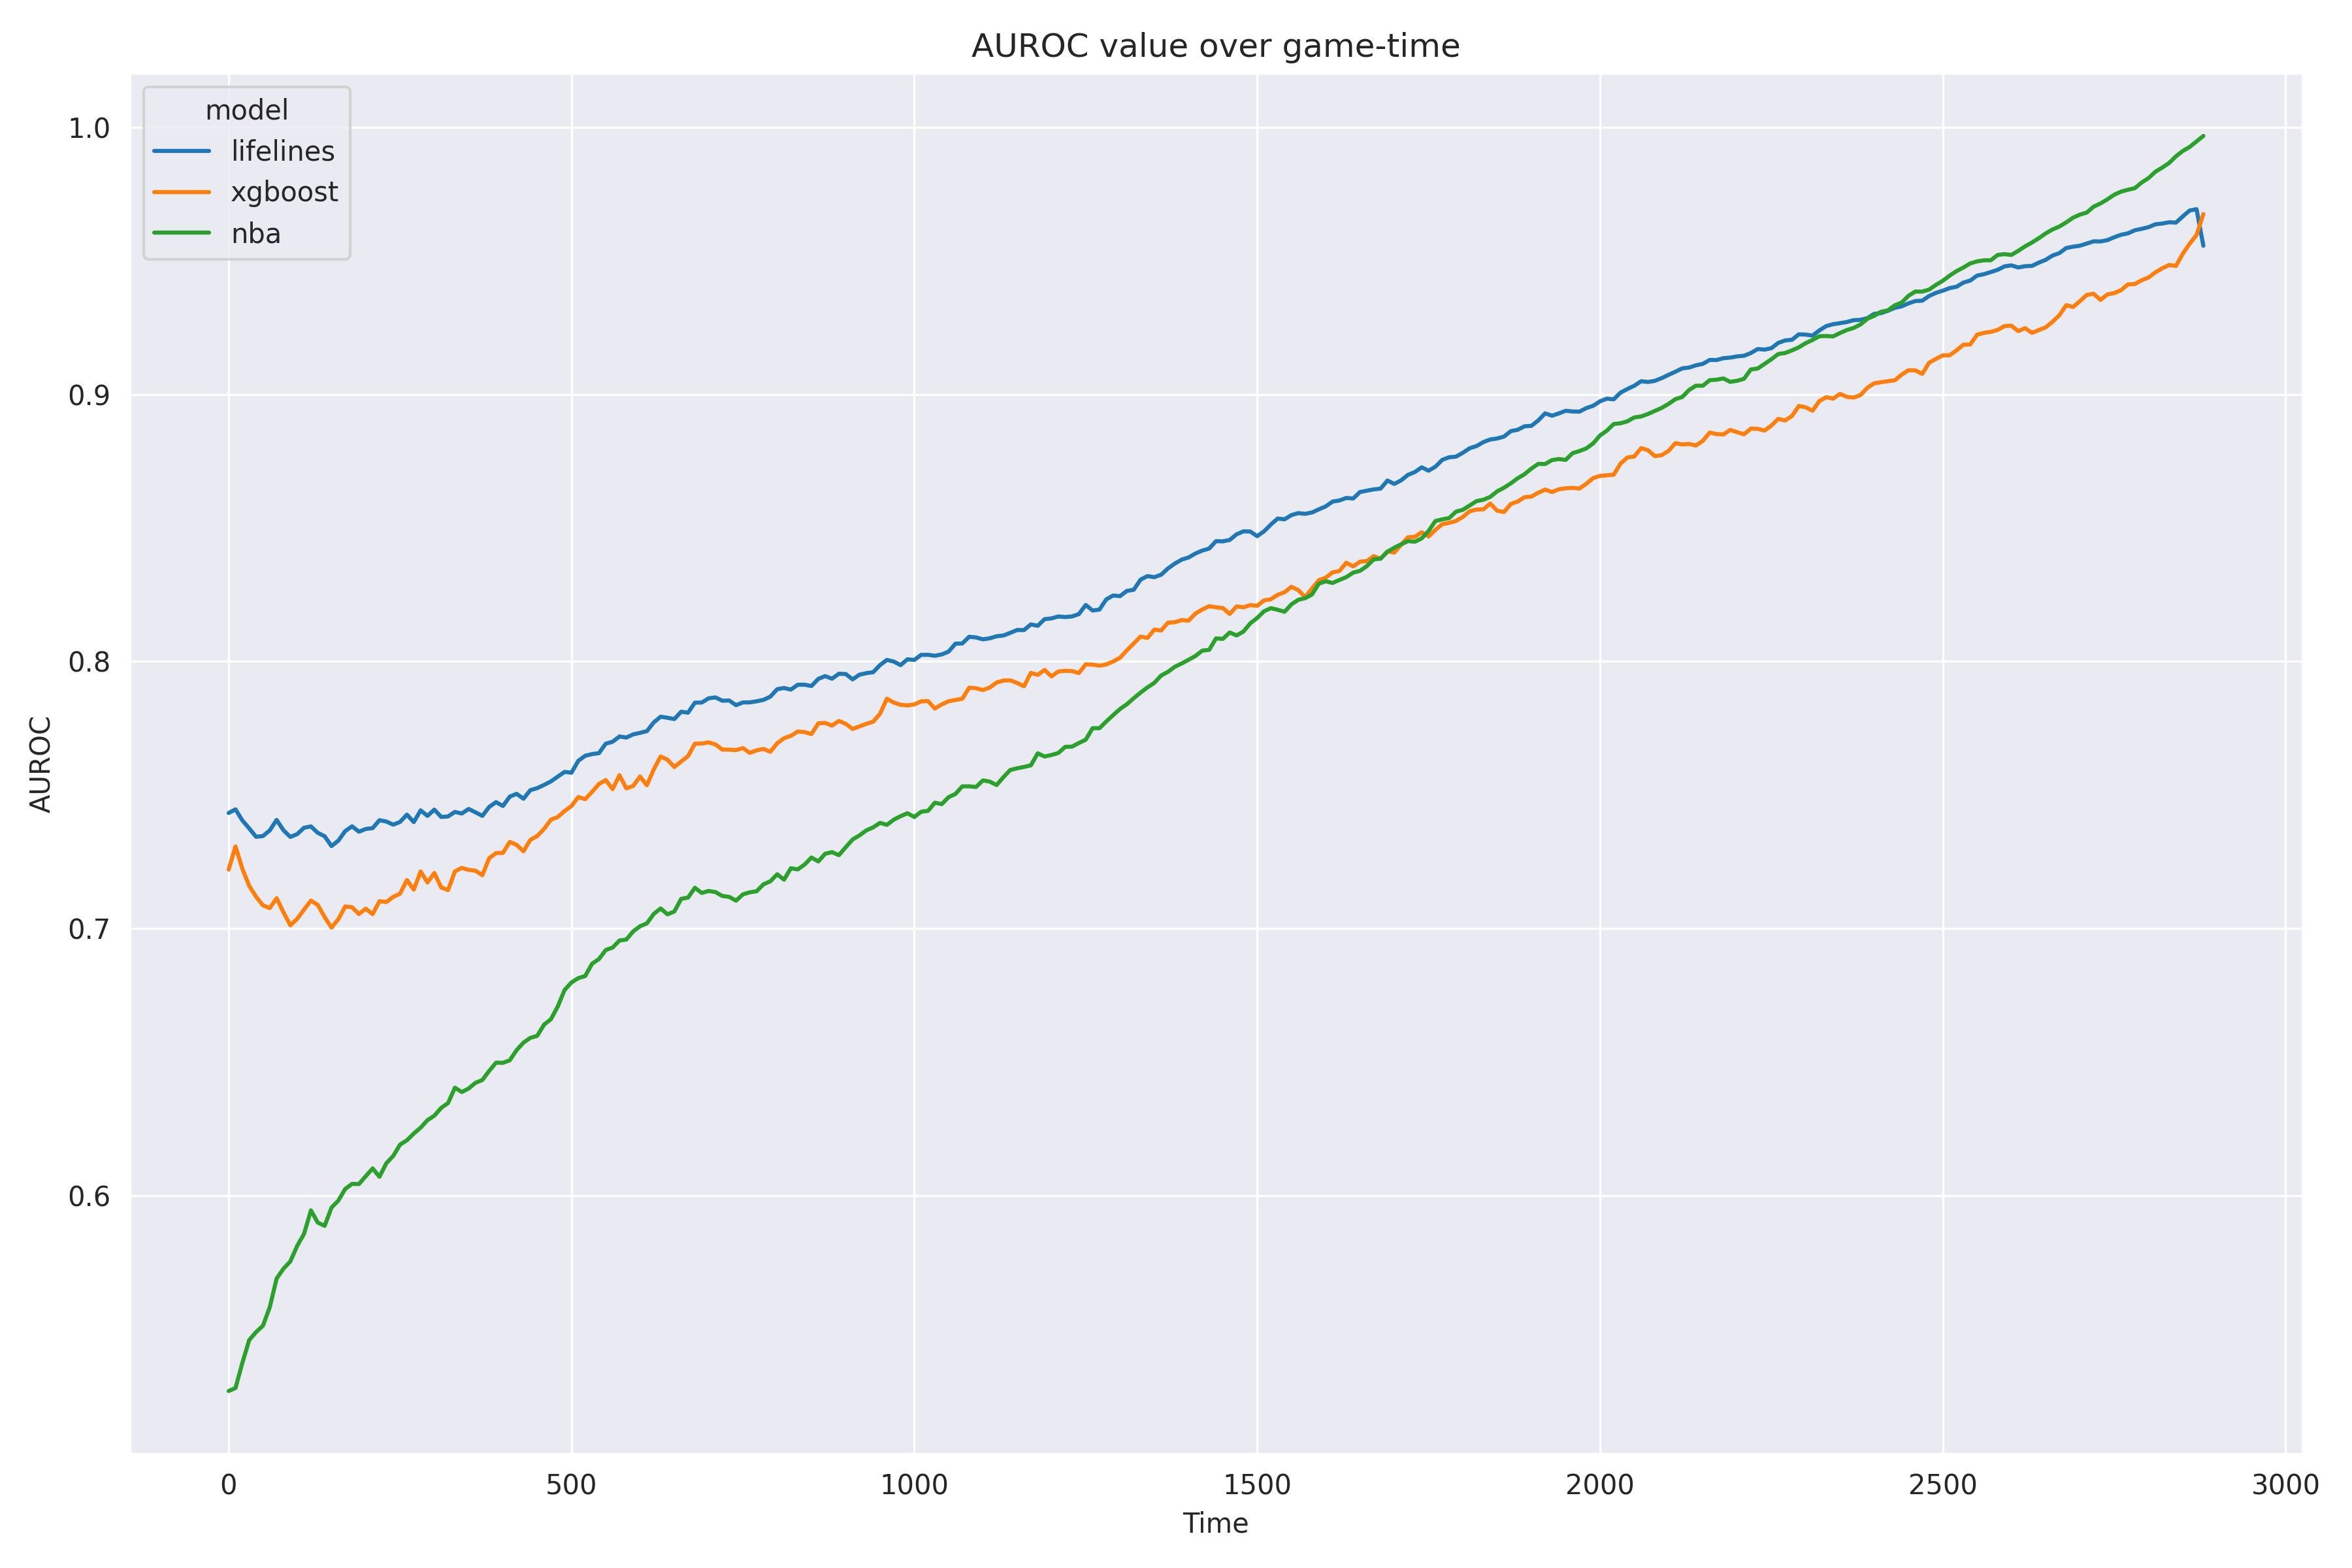 AUROC value over game-time
model
lifelines
xgboost
nba
1.0
0.9
0.8
0.7
0.6
AUROC
0 500 1000 1500 2000 2500 3000
Time